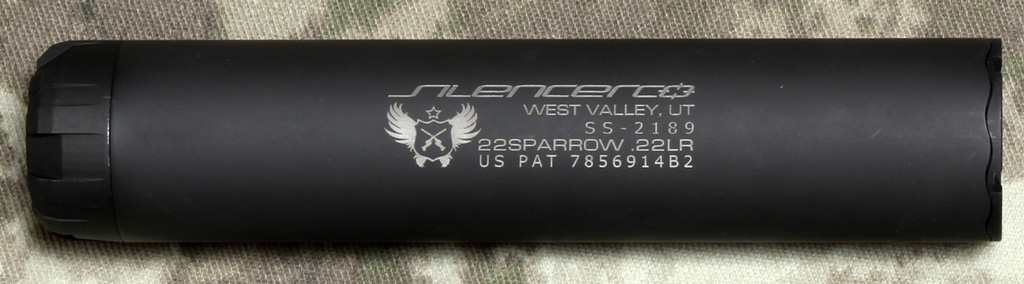 SILENCERCO
WEST VALLEY, UT
SS-2189
22SPARROW .22LR
US PAT 7856914B2